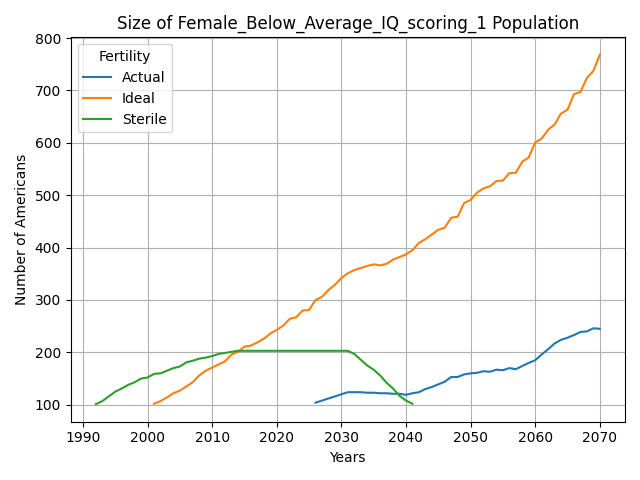 Size of Female_Below_Average_IQ_scoring_1 Population
Fertility
Actual
Ideal
Sterile
Number of Americans
800
700
600
500
400
300
200
100
1990 2000 2010 2020 2030 2040 2050 2060 2070
Years